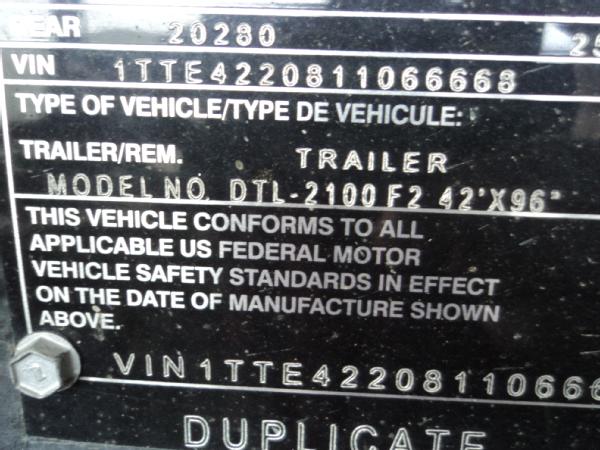 REAR 20280
VIN 1TTE4220811066668
TYPE OF VEHICLE/TYPE DE VEHICULE:
TRAILER/REM. TRAILER
MODEL NO. DTL-2100 F2 42'X96"
THIS VEHICLE CONFORMS TO ALL
APPLICABLE US FEDERAL MOTOR
VEHICLE SAFETY STANDARDS IN EFFECT
ON THE DATE OF MANUFACTURE SHOWN
ABOVE.
VIN1TTE42208110666
DUPLICATE